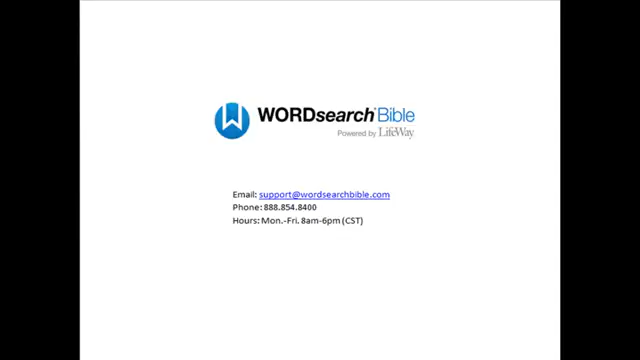 WORDsearch® Bible
Powered by LifeWay
Email: support@wordsearchbible.com
Phone: 888.854.8400
Hours: Mon.-Fri. 8am-6pm (CST)